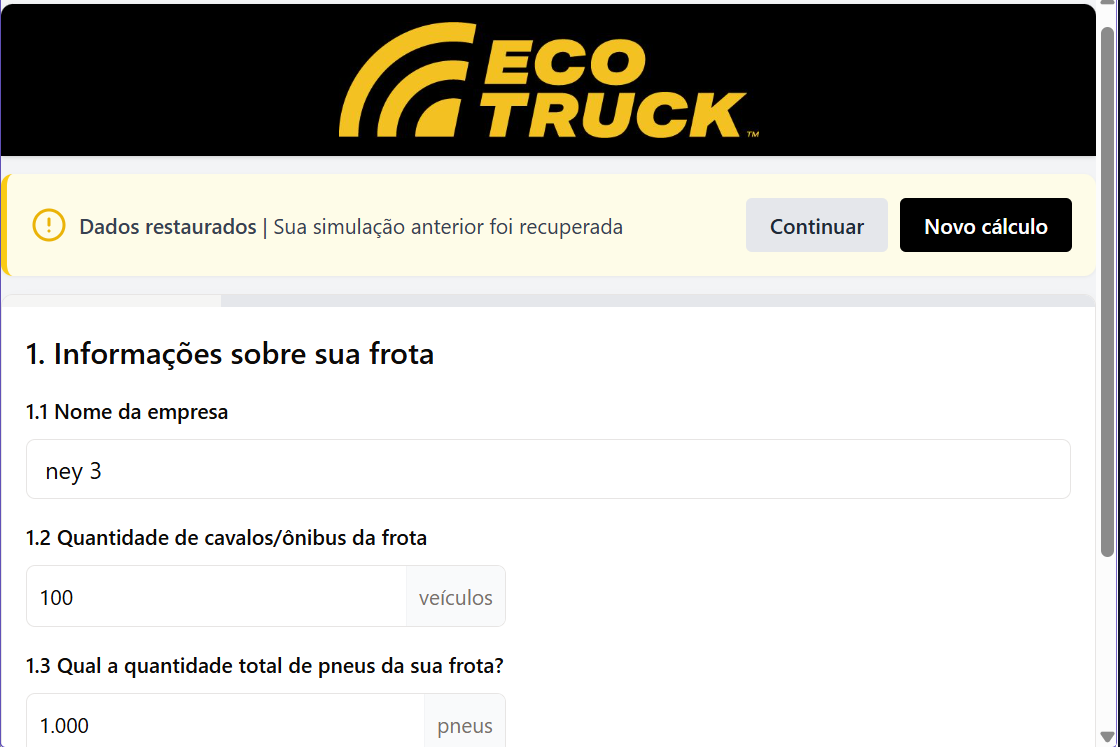 ECO
TRUCK™
Dados restaurados | Sua simulação anterior foi recuperada
Continuar
Novo cálculo
1. Informações sobre sua frota
1.1 Nome da empresa
ney 3
1.2 Quantidade de cavalos/ônibus da frota
100 veículos
1.3 Qual a quantidade total de pneus da sua frota?
1.000 pneus